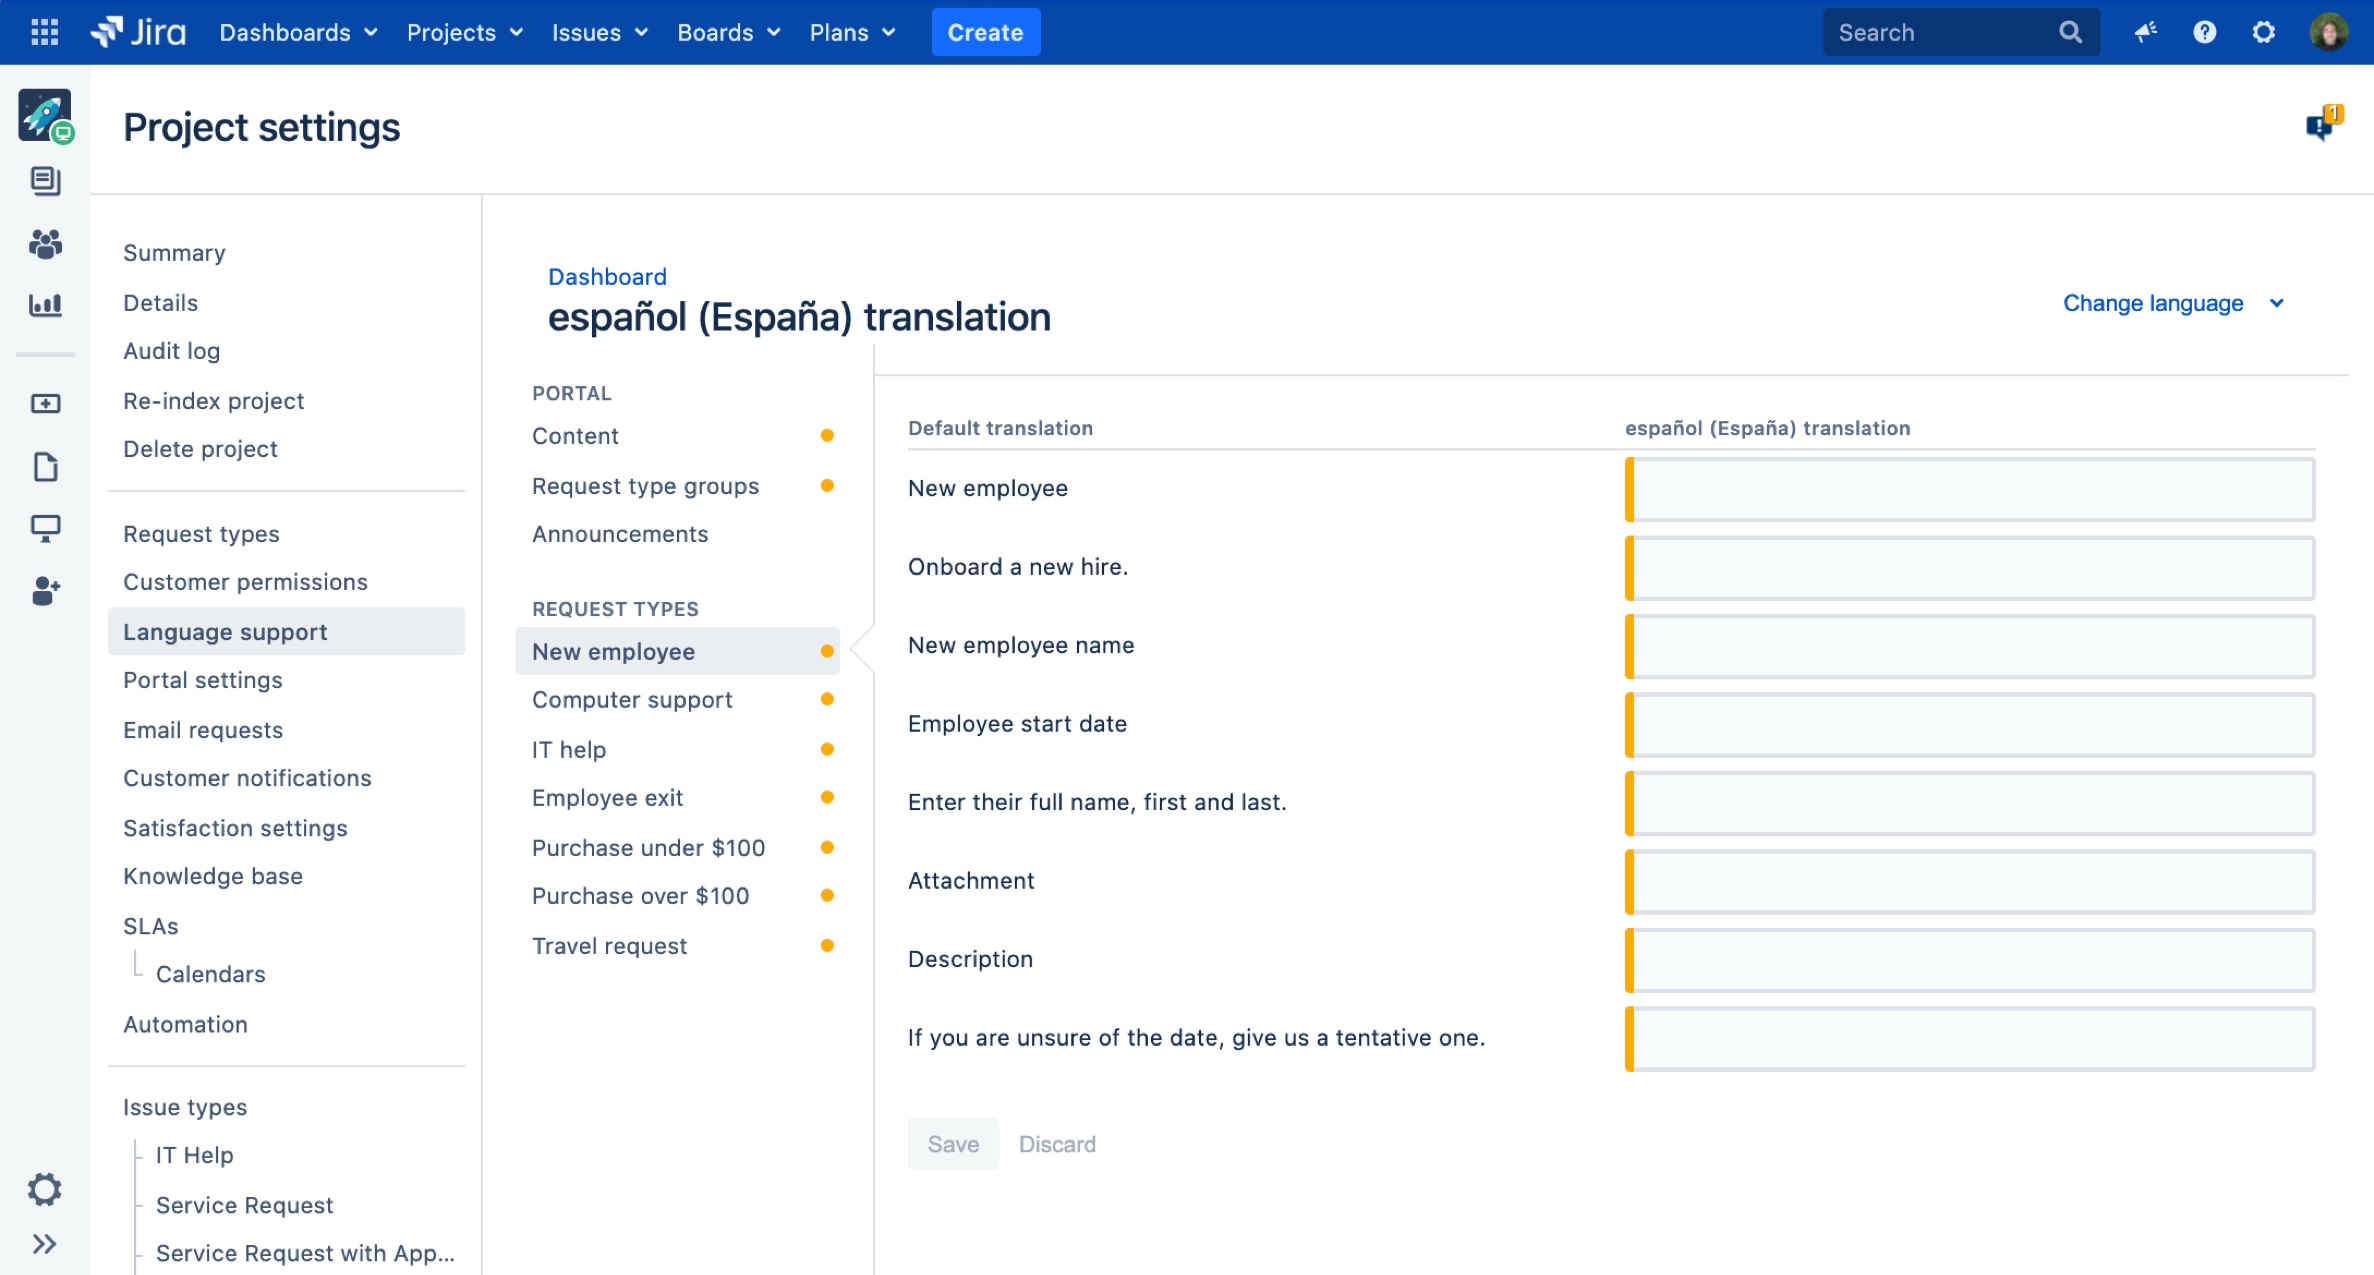 Jira Dashboards Projects Issues Boards Plans Create Search
Project settings
1
Summary
Details
Audit log
Re-index project
Delete project
Request types
Customer permissions
Language support
Portal settings
Email requests
Customer notifications
Satisfaction settings
Knowledge base
SLAs
Calendars
Automation
Issue types
IT Help
Service Request
Service Request with App...
Dashboard
español (España) translation
Change language
PORTAL
Content
Request type groups
Announcements
REQUEST TYPES
New employee
Computer support
IT help
Employee exit
Purchase under $100
Purchase over $100
Travel request
Default translation
español (España) translation
New employee
Onboard a new hire.
New employee name
Employee start date
Enter their full name, first and last.
Attachment
Description
If you are unsure of the date, give us a tentative one.
Save Discard